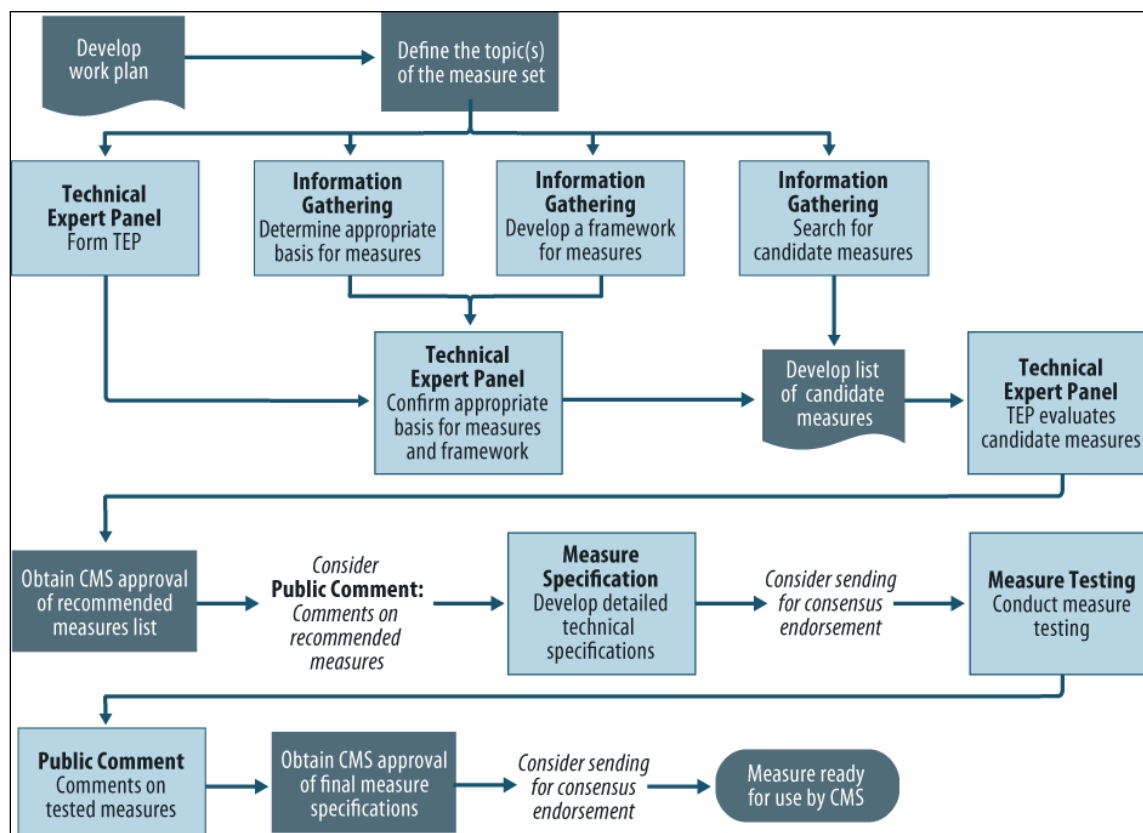 Develop
work plan
Define the topic(s)
of the measure set
Technical
Expert Panel
Form TEP
Information
Gathering
Determine appropriate
basis for measures
Information
Gathering
Develop a framework
for measures
Information
Gathering
Search for
candidate measures
Technical
Expert Panel
Confirm appropriate
basis for measures
and framework
Develop list
of candidate
measures
Technical
Expert Panel
TEP evaluates
candidate measures
Obtain CMS approval
of recommended
measures list
Consider
Public Comment:
Comments on
recommended
measures
Measure
Specification
Develop detailed
technical
specifications
Consider sending
for consensus
endorsement
Measure Testing
Conduct measure
testing
Public Comment
Comments on
tested measures
Obtain CMS approval
of final measure
specifications
Consider sending
for consensus
endorsement
Measure ready
for use by CMS